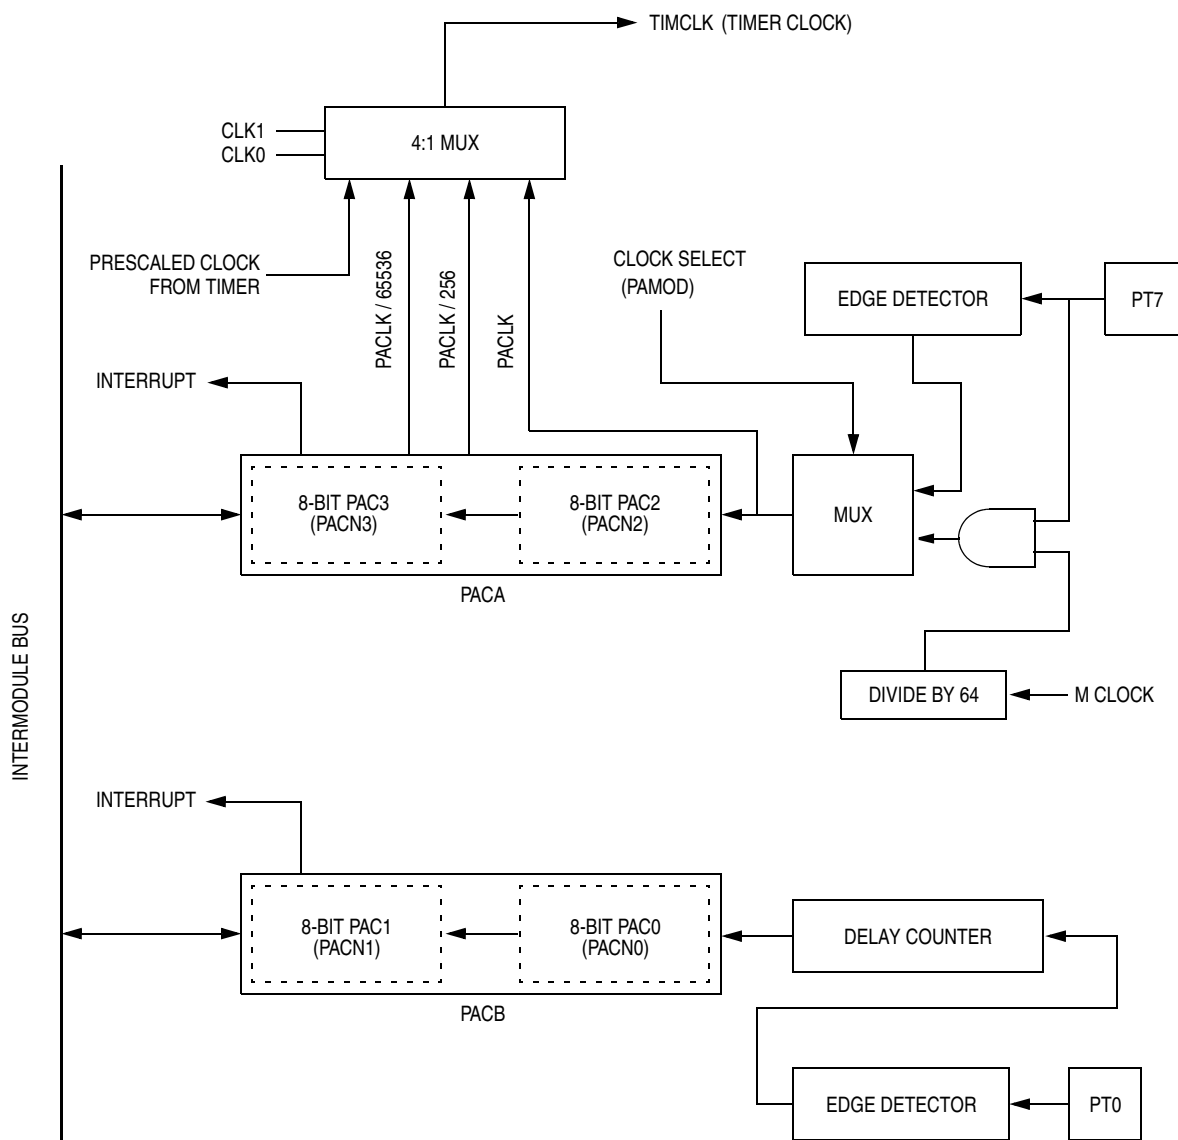 TIMCLK (TIMER CLOCK)
CLK1
CLK0
4:1 MUX
PRESCALED CLOCK
FROM TIMER
PACLK / 65536
PACLK / 256
PACLK
CLOCK SELECT
(PAMOD)
EDGE DETECTOR
PT7
INTERRUPT
8-BIT PAC3
(PACN3)
8-BIT PAC2
(PACN2)
MUX
PACA
INTERMODULE BUS
DIVIDE BY 64
M CLOCK
INTERRUPT
8-BIT PAC1
(PACN1)
8-BIT PAC0
(PACN0)
DELAY COUNTER
PACB
EDGE DETECTOR
PT0